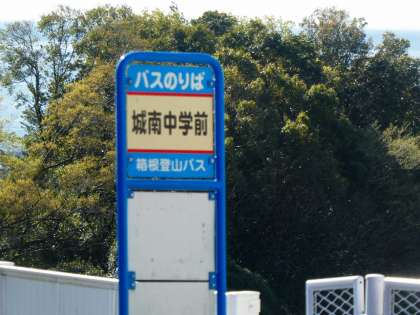 バスのりば
城南中学前
箱根登山バス